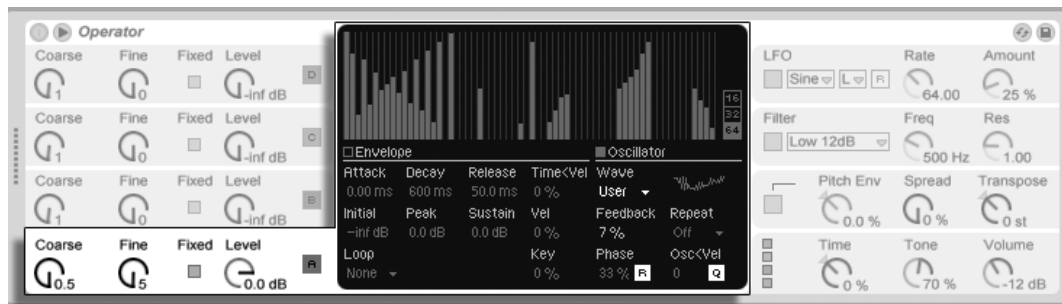 Operator
Coarse Fine Fixed Level
1 0 -inf dB D
Coarse Fine Fixed Level
1 0 -inf dB C
Coarse Fine Fixed Level
1 0 -inf dB B
Coarse Fine Fixed Level
0.5 5 0.0 dB A
16
32
64
Envelope Oscillator
Attack Decay Release Time<Vel Wave
0.00 ms 600 ms 50.0 ms 0 % User
Initial Peak Sustain Vel Feedback Repeat
-inf dB 0.0 dB 0.0 dB 0 % 7 % Off
Loop Key Phase Osc<Vel
None 0 % 33 % R 0 Q
LFO Rate Amount
Sine L R 64.00 25 %
Filter Freq Res
Low 12dB 500 Hz 1.00
Pitch Env Spread Transpose
0.0 % 0 % 0 st
Time Tone Volume
0 % 70 % -12 dB